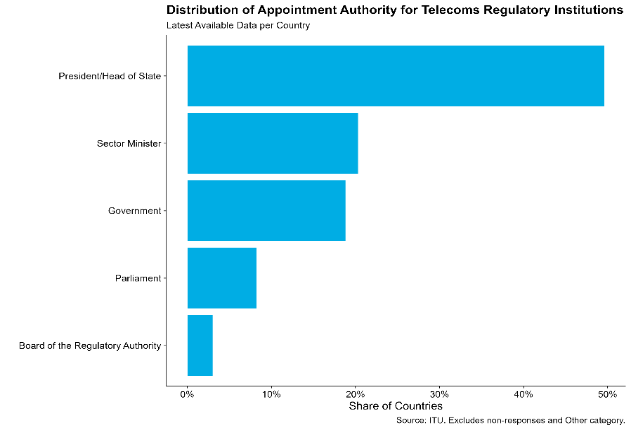 Distribution of Appointment Authority for Telecoms Regulatory Institutions
Latest Available Data per Country
President/Head of State
Sector Minister
Government
Parliament
Board of the Regulatory Authority
0% 10% 20% 30% 40% 50%
Share of Countries
Source: ITU. Excludes non-responses and Other category.